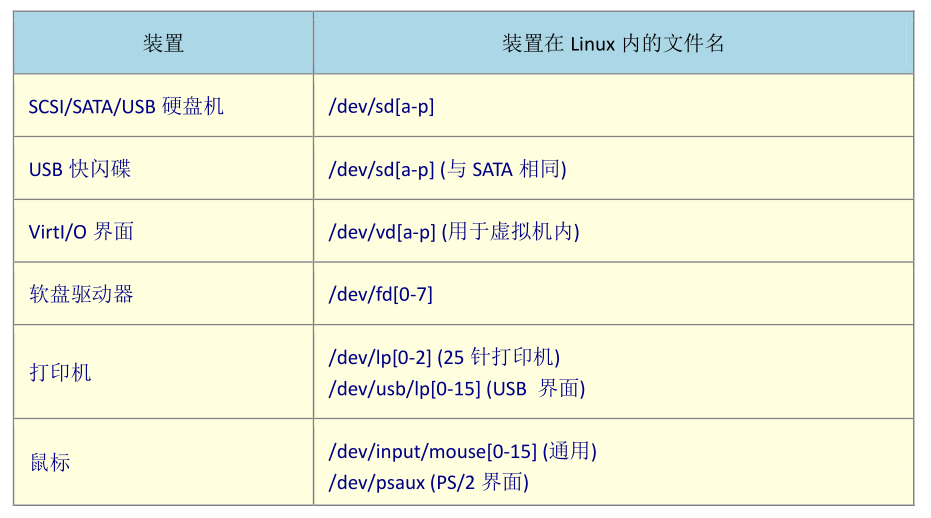 装置 装置在 Linux 内的文件名
SCSI/SATA/USB 硬盘机 /dev/sd[a-p]
USB 快闪碟 /dev/sd[a-p] (与 SATA 相同)
VirtI/O 界面 /dev/vd[a-p] (用于虚拟机内)
软盘驱动器 /dev/fd[0-7]
打印机 /dev/lp[0-2] (25 针打印机)
/dev/usb/lp[0-15] (USB 界面)
鼠标 /dev/input/mouse[0-15] (通用)
/dev/psaux (PS/2 界面)